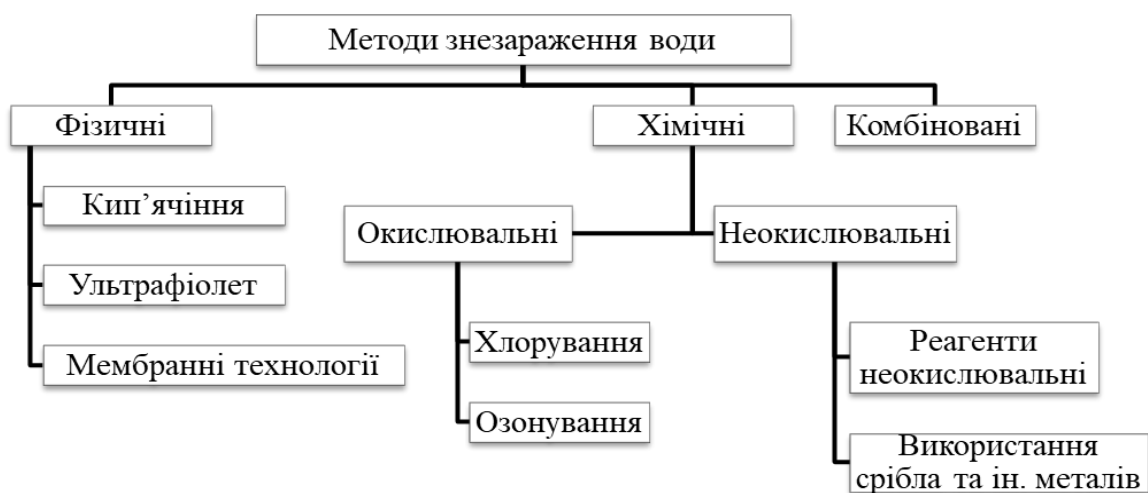 Методи знезараження води
Фізичні
Хімічні
Комбіновані
Кип’ячіння
Ультрафіолет
Мембранні технології
Окислювальні
Неокислювальні
Хлорування
Озонування
Реагенти
неокислювальні
Використання
срібла та ін. металів